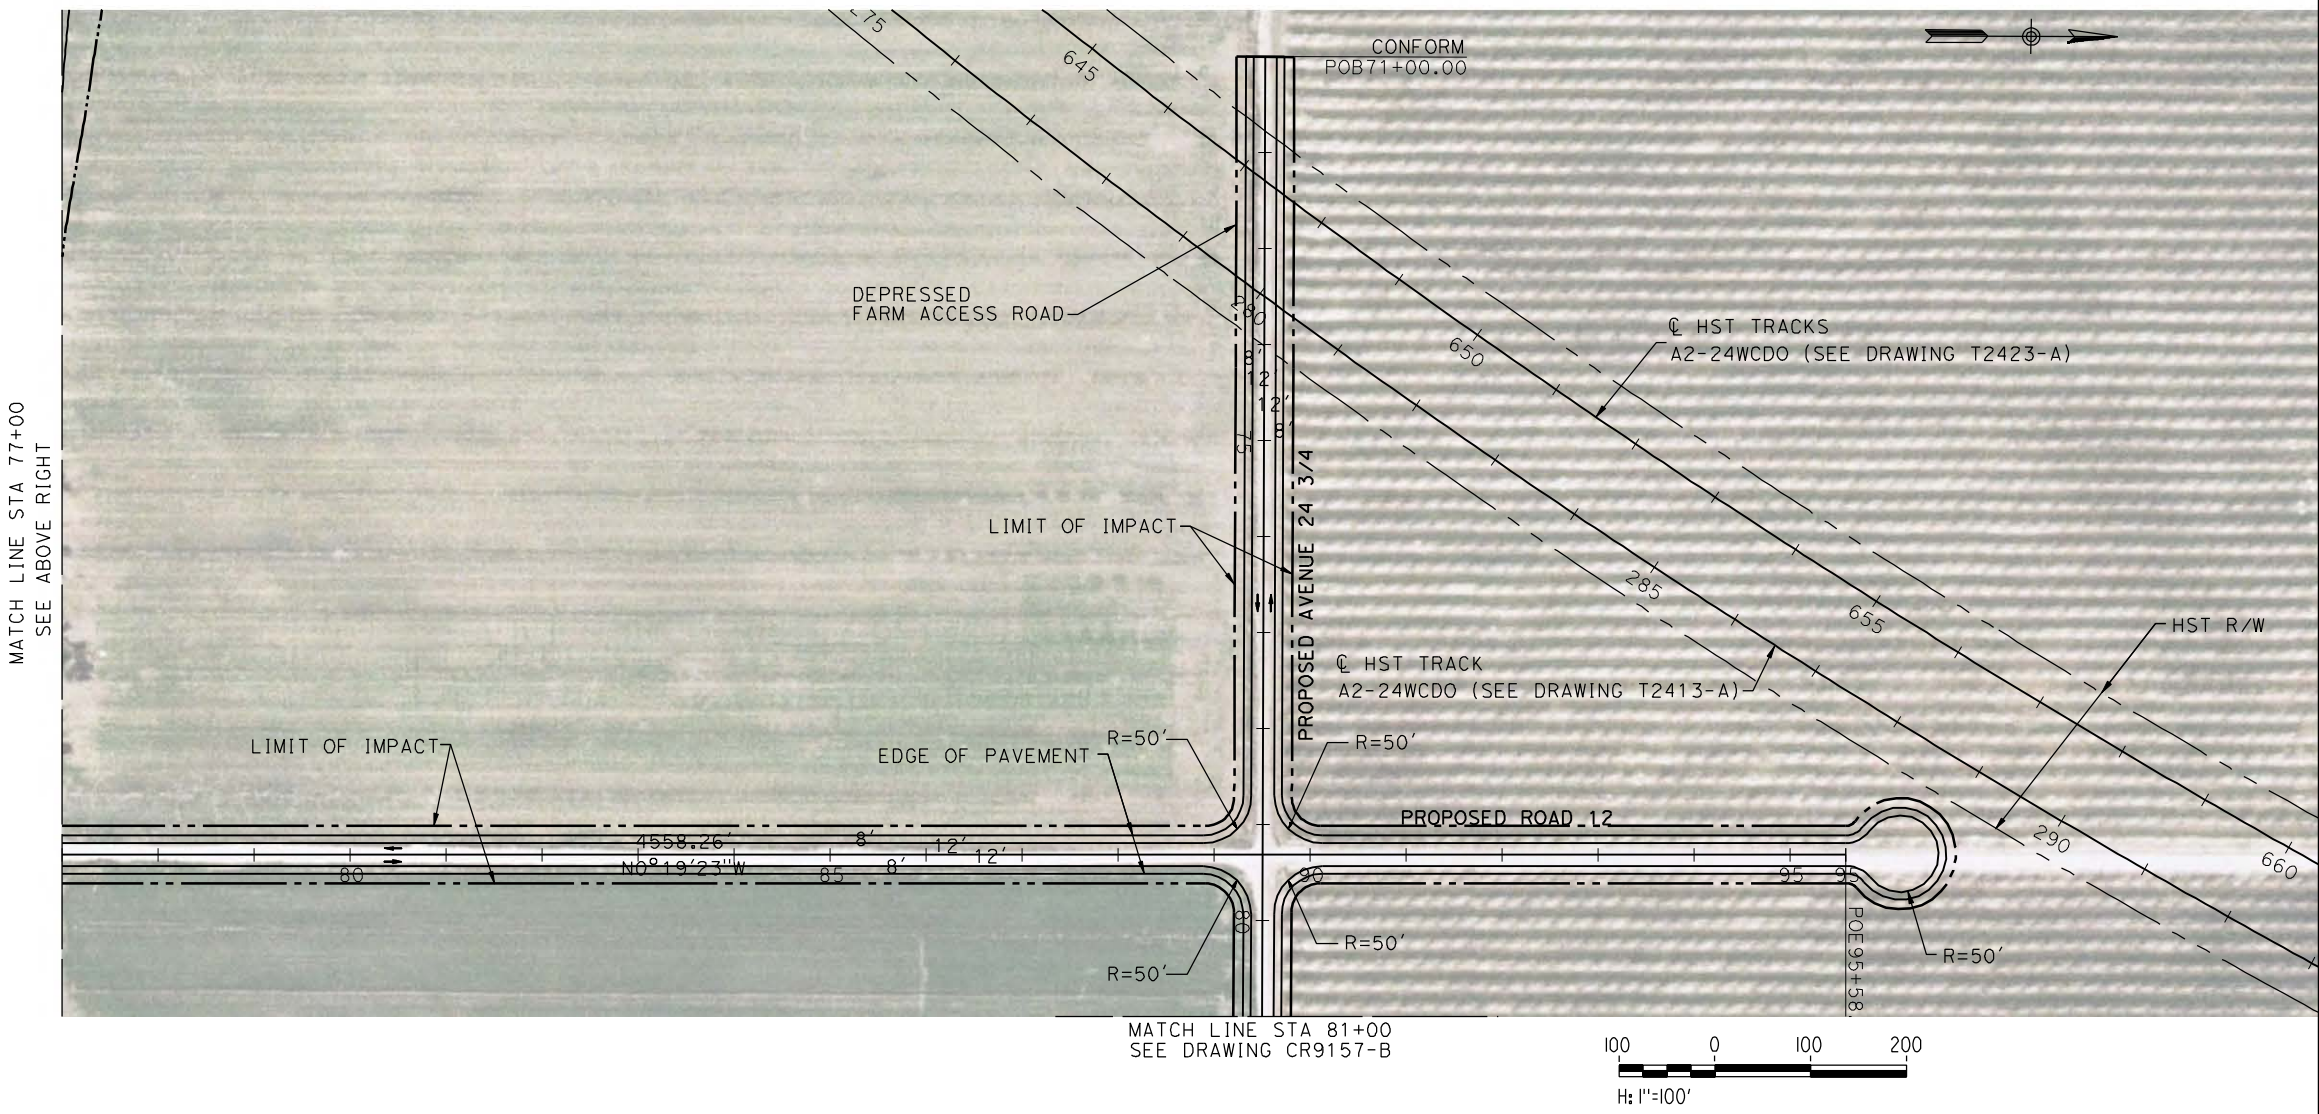 275
645
CONFORM
POB71+00.00
DEPRESSED
FARM ACCESS ROAD
280
8'
12'
12'
8'
75
650
℄ HST TRACKS
A2-24WCDO (SEE DRAWING T2423-A)
MATCH LINE STA 77+00
SEE ABOVE RIGHT
LIMIT OF IMPACT
PROPOSED AVENUE 24 3/4
285
655
HST R/W
℄ HST TRACK
A2-24WCDO (SEE DRAWING T2413-A)
LIMIT OF IMPACT
EDGE OF PAVEMENT
R=50'
R=50'
PROPOSED ROAD 12
4558.26'
8'
12'
12'
N0°19'23"W
8'
80
85
90
95
95
290
660
80
POE95+58
R=50'
R=50'
R=50'
MATCH LINE STA 81+00
SEE DRAWING CR9157-B
100 0 100 200
H: 1"=100'